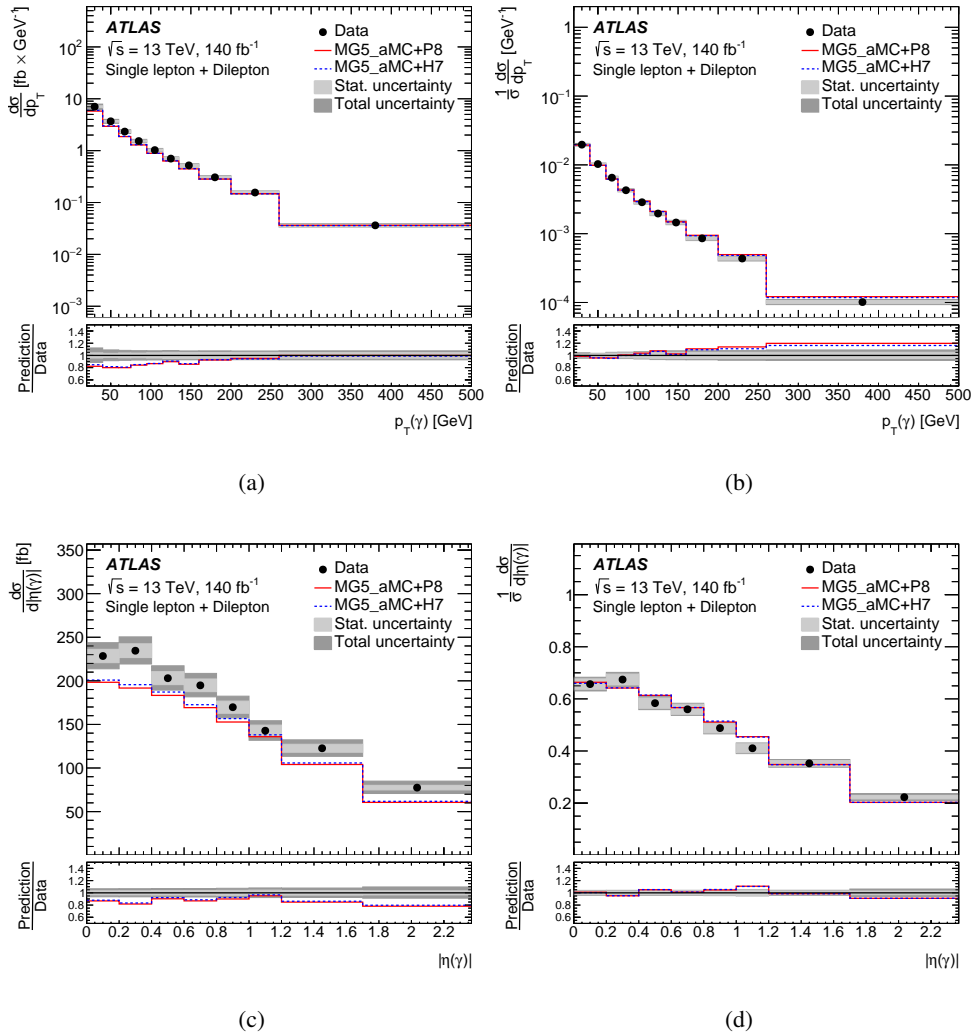 ATLAS
√s = 13 TeV, 140 fb⁻¹
Single lepton + Dilepton
Data
MG5_aMC+P8
MG5_aMC+H7
Stat. uncertainty
Total uncertainty
dσ/dp_T [fb × GeV⁻¹]
10²
10
1
10⁻¹
10⁻²
10⁻³
Prediction/Data
1.4
1.2
1
0.8
0.6
50 100 150 200 250 300 350 400 450 500
p_T(γ) [GeV]
(a)
ATLAS
√s = 13 TeV, 140 fb⁻¹
Single lepton + Dilepton
Data
MG5_aMC+P8
MG5_aMC+H7
Stat. uncertainty
Total uncertainty
1/σ dσ/dp_T [GeV⁻¹]
1
10⁻¹
10⁻²
10⁻³
10⁻⁴
Prediction/Data
1.4
1.2
1
0.8
0.6
50 100 150 200 250 300 350 400 450 500
p_T(γ) [GeV]
(b)
ATLAS
√s = 13 TeV, 140 fb⁻¹
Single lepton + Dilepton
Data
MG5_aMC+P8
MG5_aMC+H7
Stat. uncertainty
Total uncertainty
dσ/d|η(γ)| [fb]
350
300
250
200
150
100
50
Prediction/Data
1.4
1.2
1
0.8
0.6
0 0.2 0.4 0.6 0.8 1 1.2 1.4 1.6 1.8 2 2.2
|η(γ)|
(c)
ATLAS
√s = 13 TeV, 140 fb⁻¹
Single lepton + Dilepton
Data
MG5_aMC+P8
MG5_aMC+H7
Stat. uncertainty
Total uncertainty
1/σ dσ/d|η(γ)|
1
0.8
0.6
0.4
0.2
Prediction/Data
1.4
1.2
1
0.8
0.6
0 0.2 0.4 0.6 0.8 1 1.2 1.4 1.6 1.8 2 2.2
|η(γ)|
(d)